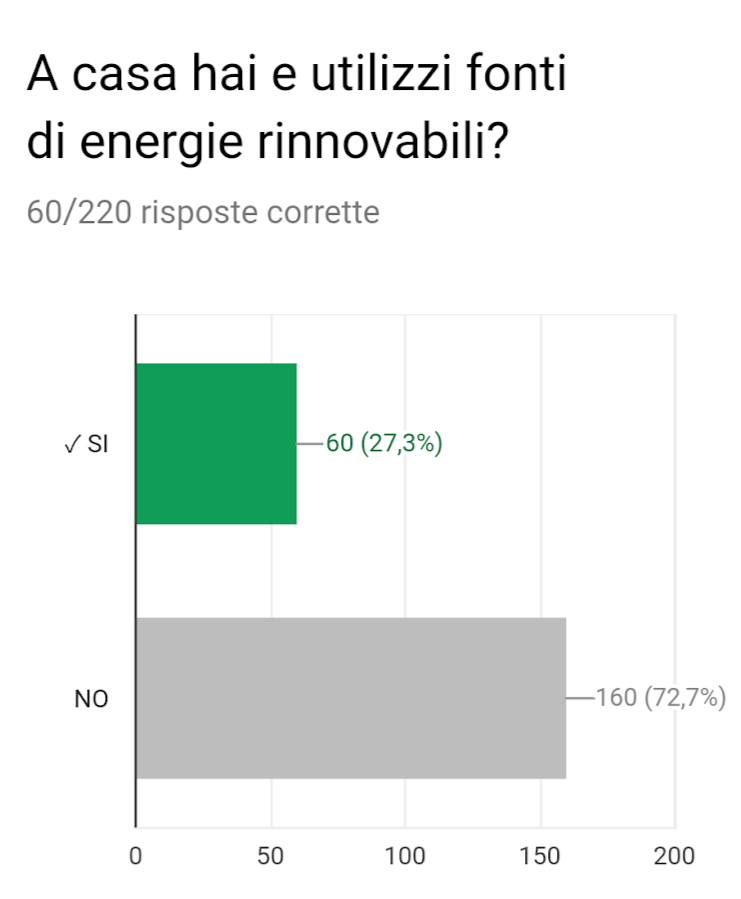 A casa hai e utilizzi fonti
di energie rinnovabili?
60/220 risposte corrette
✓ SI
60 (27,3%)
NO
160 (72,7%)
0 50 100 150 200